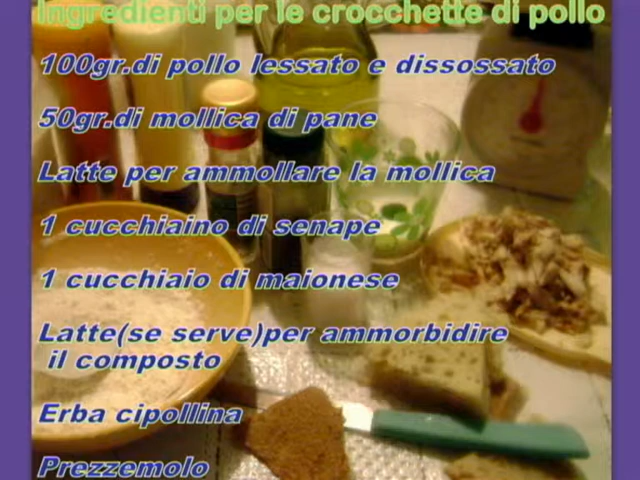 Ingredienti per le crocchette di pollo
100gr.di pollo lessato e dissossato
50gr.di mollica di pane
Latte per ammollare la mollica
1 cucchiaino di senape
1 cucchiaio di maionese
Latte(se serve)per ammorbidire
il composto
Erba cipollina
Prezzemolo